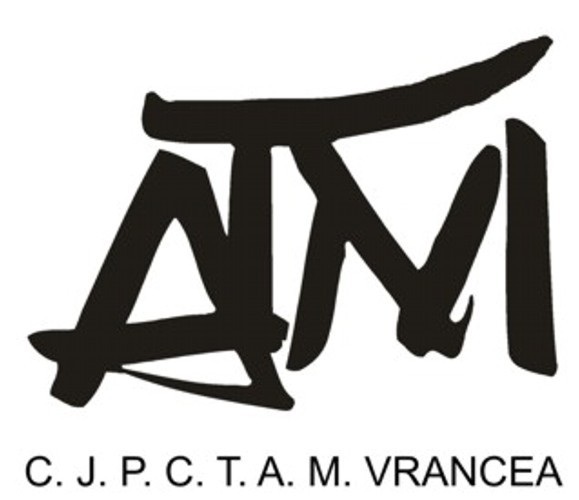 ATM
C. J. P. C. T. A. M. VRANCEA